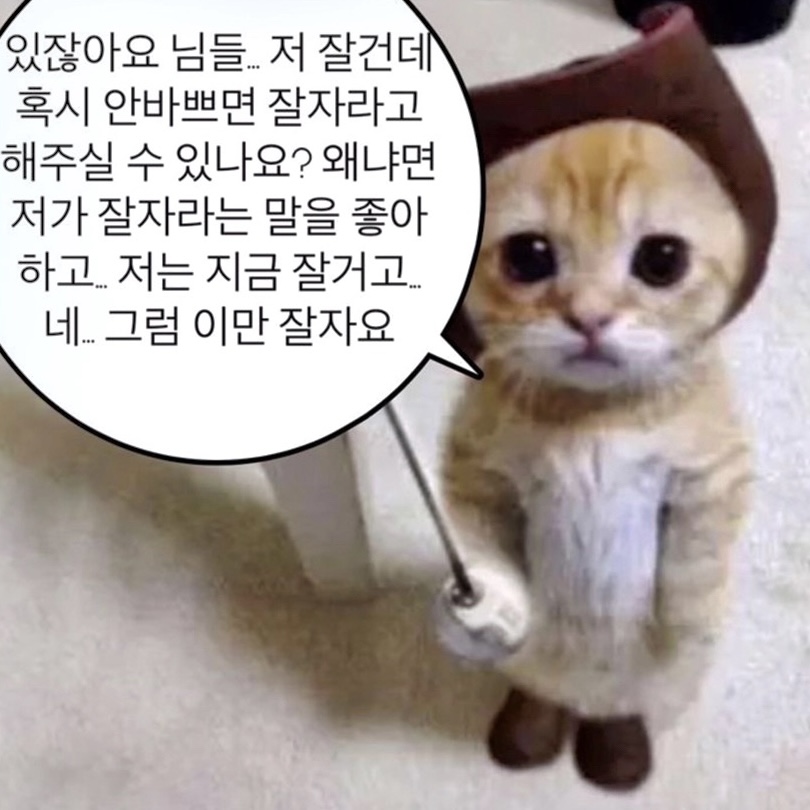 있잖아요 님들... 저 잘건데
혹시 안바쁘면 잘자라고
해주실 수 있나요? 왜냐면
저가 잘자라는 말을 좋아
하고... 저는 지금 잘거고...
네... 그럼 이만 잘자요